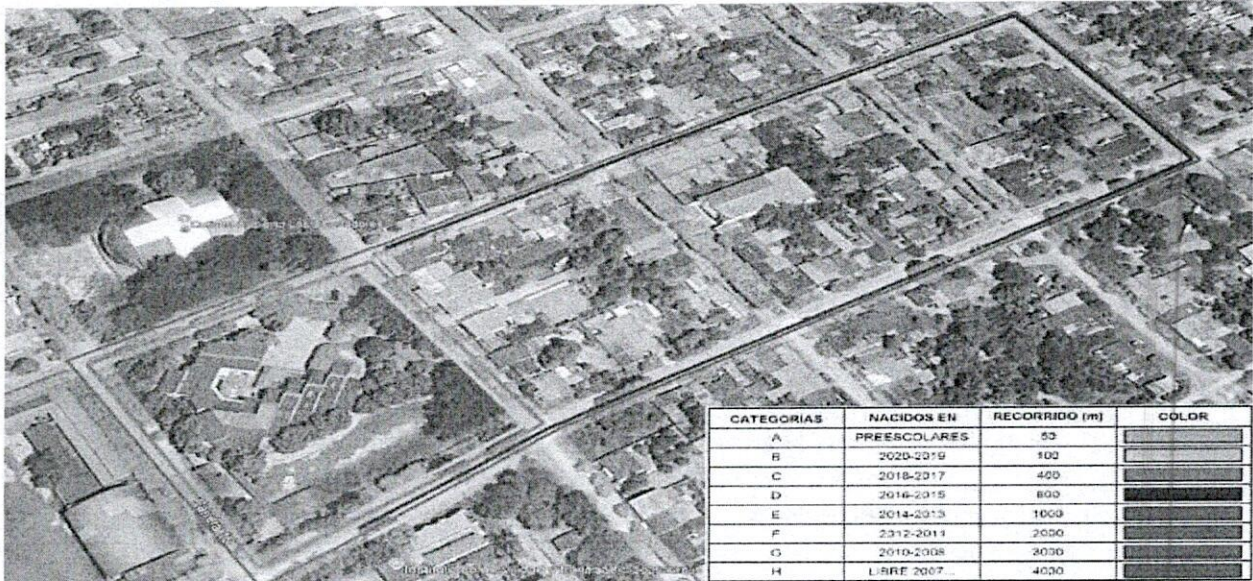 CATEGORIAS NACIDOS EN RECORRIDO (m) COLOR
A PREESCOLARES 50
B 2020-2019 100
C 2018-2017 400
D 2016-2015 800
E 2014-2013 1000
F 2012-2011 2000
G 2010-2008 3000
H LIBRE 2007... 4000